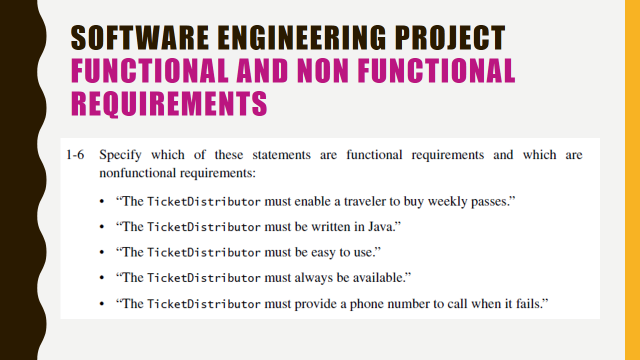 SOFTWARE ENGINEERING PROJECT
FUNCTIONAL AND NON FUNCTIONAL
REQUIREMENTS
1-6 Specify which of these statements are functional requirements and which are
nonfunctional requirements:
• “The TicketDistributor must enable a traveler to buy weekly passes.”
• “The TicketDistributor must be written in Java.”
• “The TicketDistributor must be easy to use.”
• “The TicketDistributor must always be available.”
• “The TicketDistributor must provide a phone number to call when it fails.”